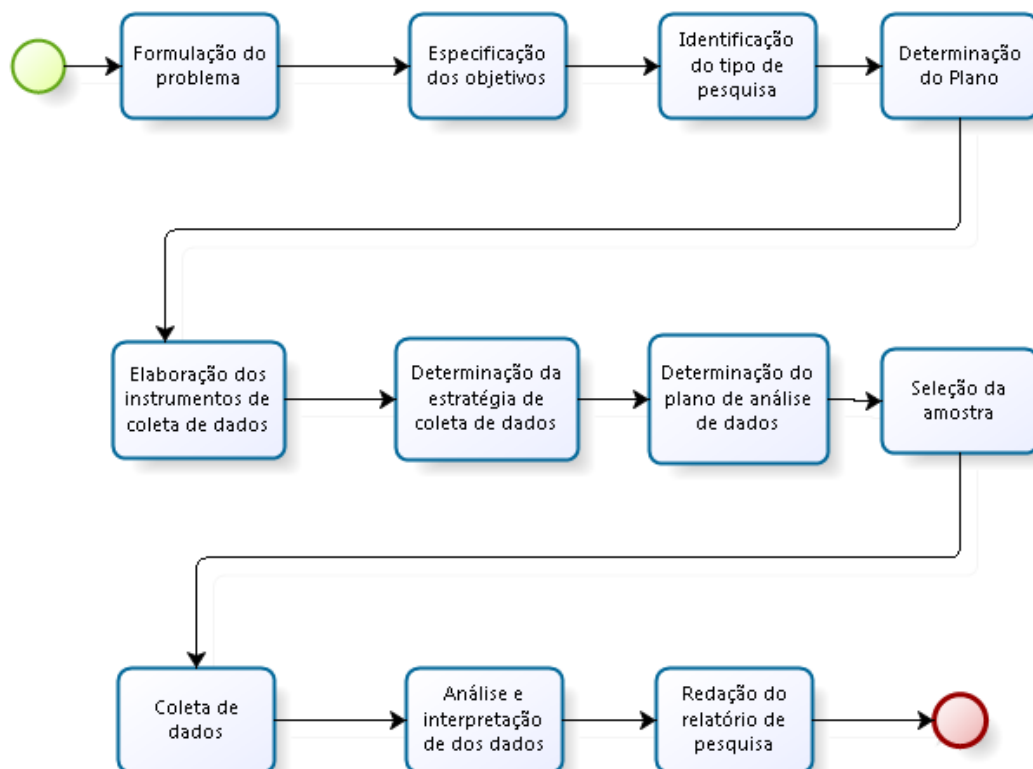 Formulação do
problema
Especificação
dos objetivos
Identificação
do tipo de
pesquisa
Determinação
do Plano
Elaboração dos
instrumentos de
coleta de dados
Determinação da
estratégia de
coleta de dados
Determinação do
plano de análise
de dados
Seleção da
amostra
Coleta de
dados
Análise e
interpretação
de dos dados
Redação do
relatório de
pesquisa